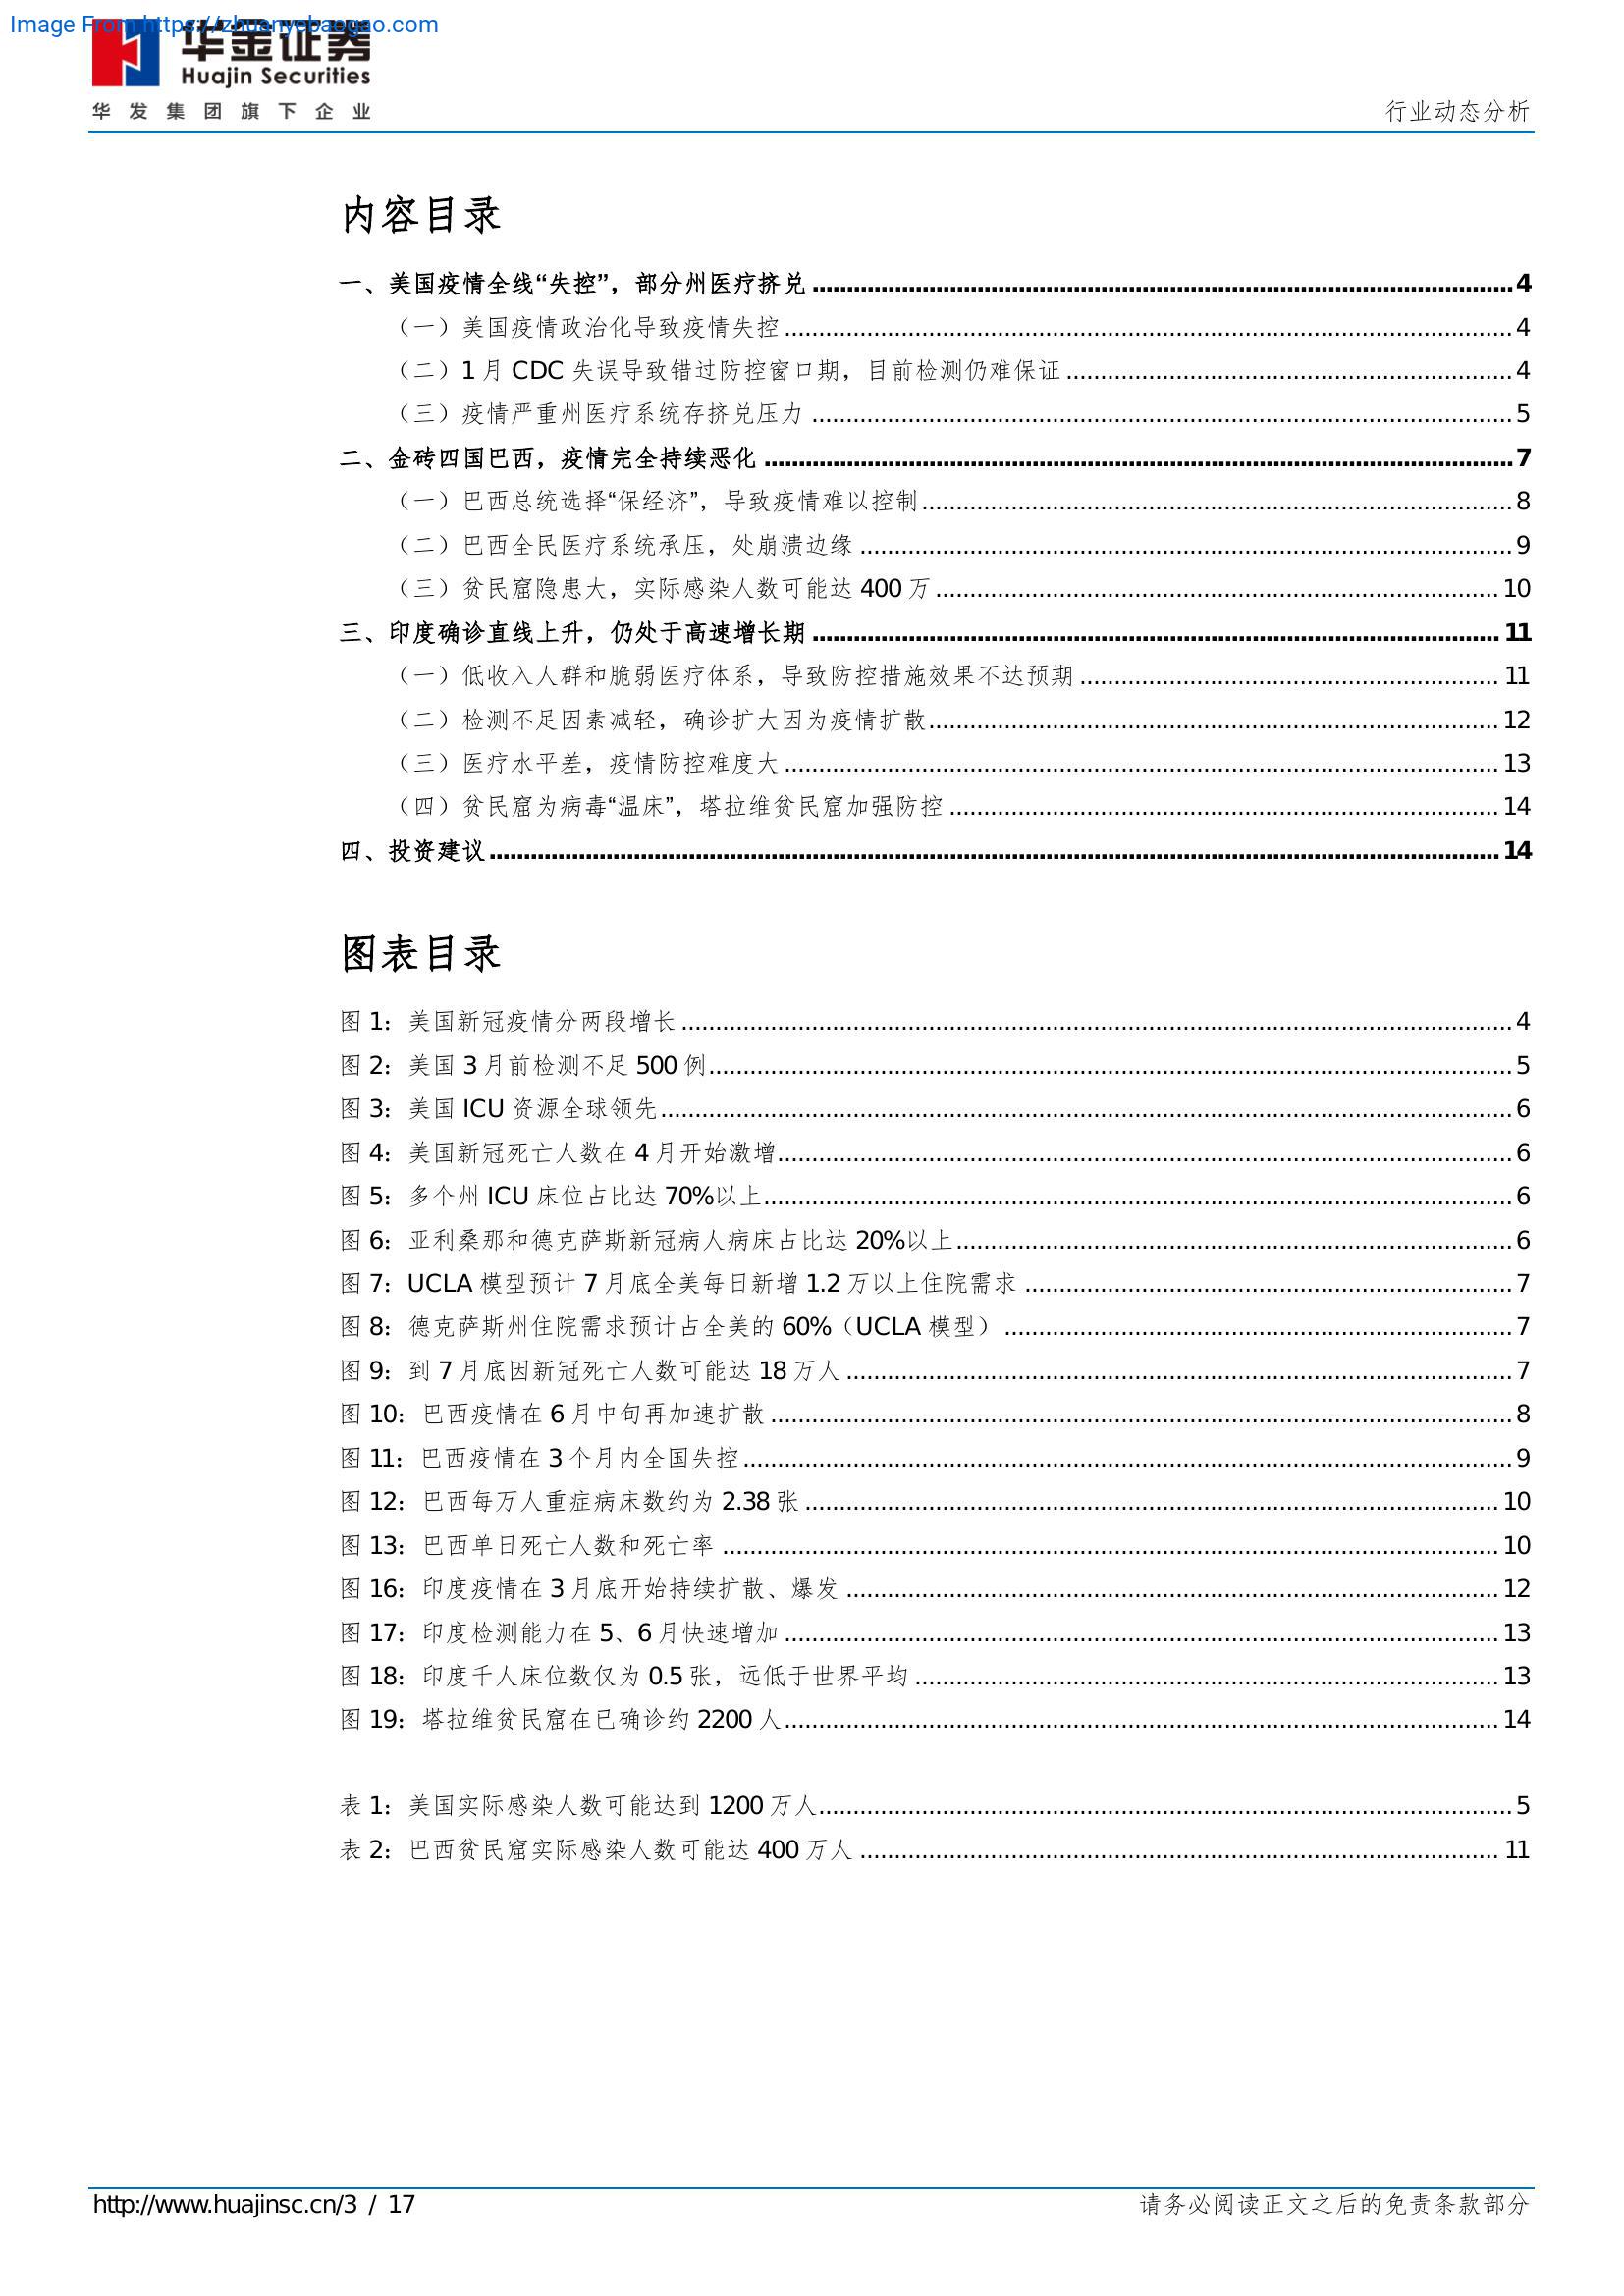 Image From https://zhuanyebaogao.com
华金证券
Huajin Securities
华发集团旗下企业
行业动态分析
内容目录
一、美国疫情全线“失控”，部分州医疗挤兑 4
（一）美国疫情政治化导致疫情失控 4
（二）1 月 CDC 失误导致错过防控窗口期，目前检测仍难保证 4
（三）疫情严重州医疗系统存挤兑压力 5
二、金砖四国巴西，疫情完全持续恶化 7
（一）巴西总统选择“保经济”，导致疫情难以控制 8
（二）巴西全民医疗系统承压，处崩溃边缘 9
（三）贫民窟隐患大，实际感染人数可能达 400 万 10
三、印度确诊直线上升，仍处于高速增长期 11
（一）低收入人群和脆弱医疗体系，导致防控措施效果不达预期 11
（二）检测不足因素减轻，确诊扩大因为疫情扩散 12
（三）医疗水平差，疫情防控难度大 13
（四）贫民窟为病毒“温床”，塔拉维贫民窟加强防控 14
四、投资建议 14
图表目录
图 1：美国新冠疫情分两段增长 4
图 2：美国 3 月前检测不足 500 例 5
图 3：美国 ICU 资源全球领先 6
图 4：美国新冠死亡人数在 4 月开始激增 6
图 5：多个州 ICU 床位占比达 70%以上 6
图 6：亚利桑那和德克萨斯新冠病人病床占比达 20%以上 6
图 7：UCLA 模型预计 7 月底全美每日新增 1.2 万以上住院需求 7
图 8：德克萨斯州住院需求预计占全美的 60%（UCLA 模型） 7
图 9：到 7 月底因新冠死亡人数可能达 18 万人 7
图 10：巴西疫情在 6 月中旬再加速扩散 8
图 11：巴西疫情在 3 个月内全国失控 9
图 12：巴西每万人重症病床数约为 2.38 张 10
图 13：巴西单日死亡人数和死亡率 10
图 16：印度疫情在 3 月底开始持续扩散、爆发 12
图 17：印度检测能力在 5、6 月快速增加 13
图 18：印度千人床位数仅为 0.5 张，远低于世界平均 13
图 19：塔拉维贫民窟在已确诊约 2200 人 14
表 1：美国实际感染人数可能达到 1200 万人 5
表 2：巴西贫民窟实际感染人数可能达 400 万人 11
http://www.huajinsc.cn/3 / 17
请务必阅读正文之后的免责条款部分